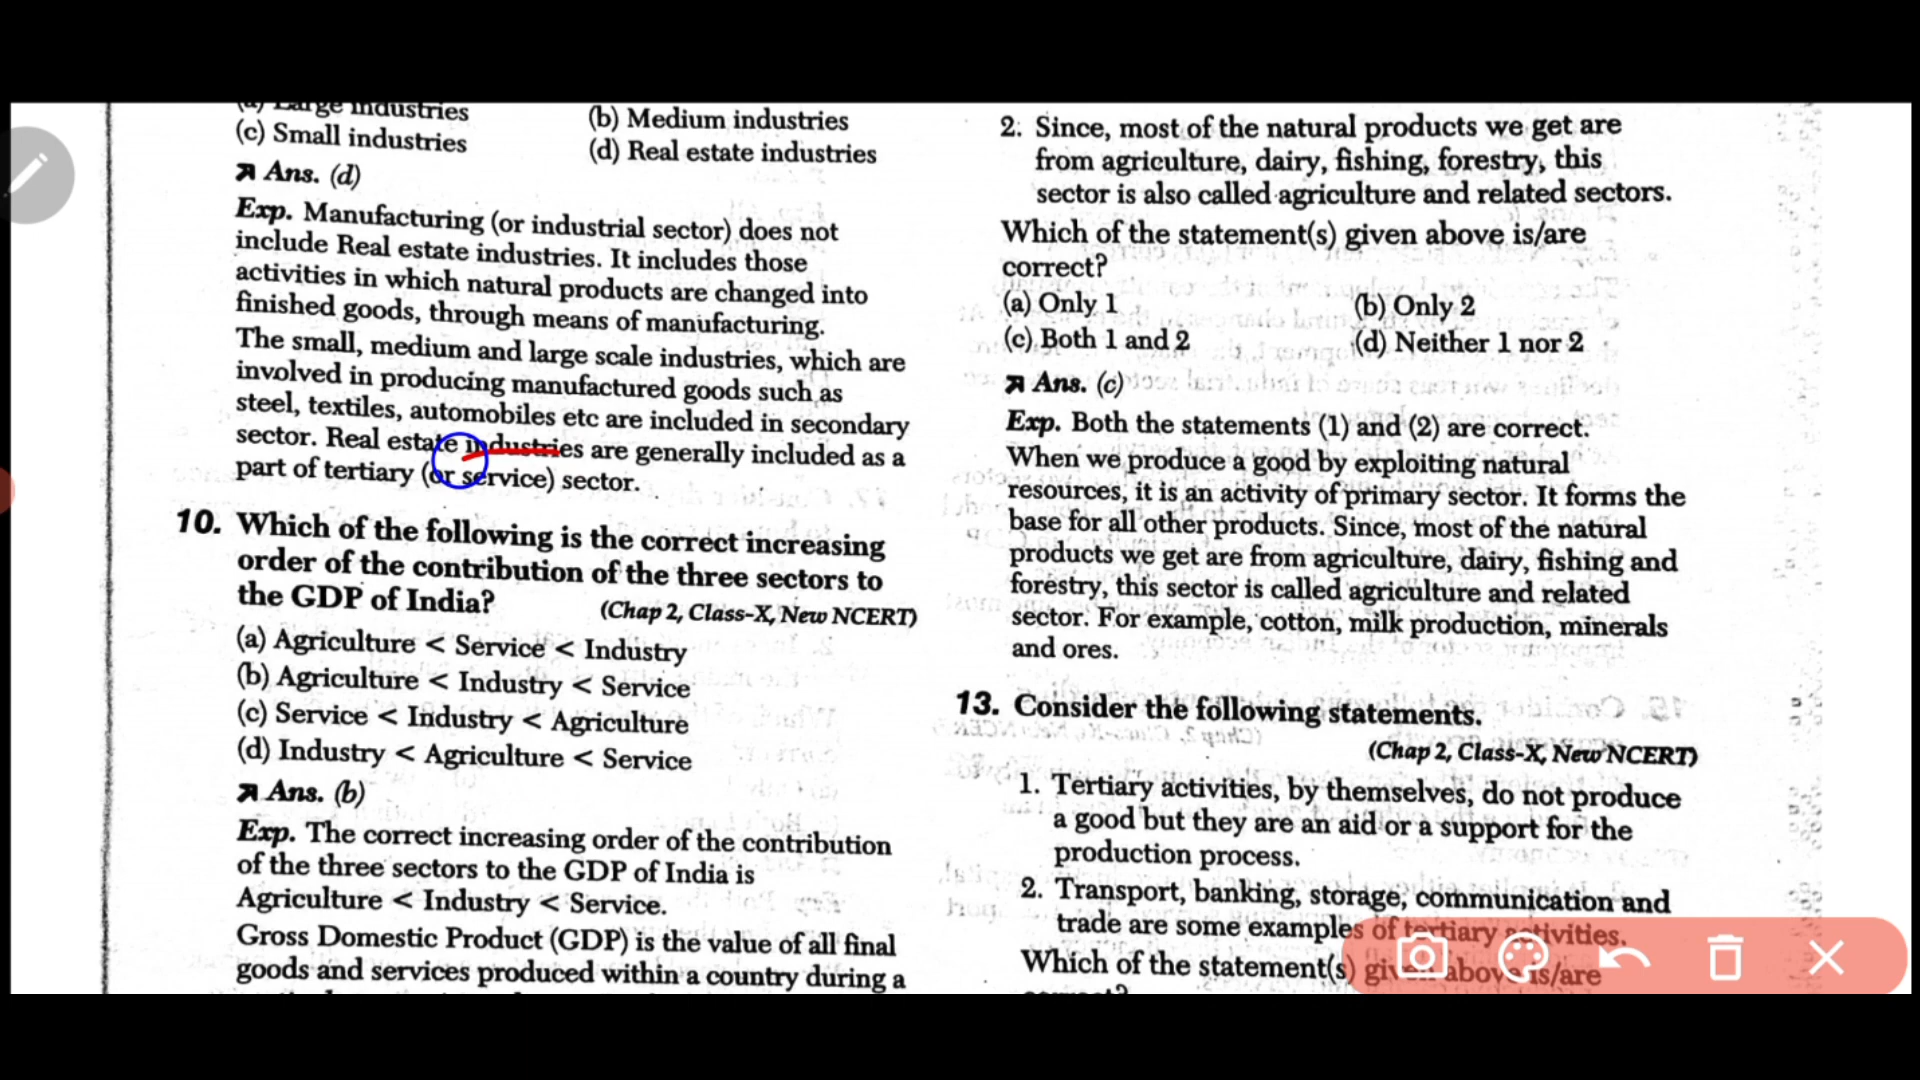 (a) Large industries
(b) Medium industries
(c) Small industries
(d) Real estate industries
Ans. (d)
Exp. Manufacturing (or industrial sector) does not
include Real estate industries. It includes those
activities in which natural products are changed into
finished goods, through means of manufacturing.
The small, medium and large scale industries, which are
involved in producing manufactured goods such as
steel, textiles, automobiles etc are included in secondary
sector. Real estate industries are generally included as a
part of tertiary (or service) sector.
10. Which of the following is the correct increasing
order of the contribution of the three sectors to
the GDP of India?
(Chap 2, Class-X, New NCERT)
(a) Agriculture < Service < Industry
(b) Agriculture < Industry < Service
(c) Service < Industry < Agriculture
(d) Industry < Agriculture < Service
Ans. (b)
Exp. The correct increasing order of the contribution
of the three sectors to the GDP of India is
Agriculture < Industry < Service.
Gross Domestic Product (GDP) is the value of all final
goods and services produced within a country during a
2. Since, most of the natural products we get are
from agriculture, dairy, fishing, forestry, this
sector is also called agriculture and related sectors.
Which of the statement(s) given above is/are
correct?
(a) Only 1
(b) Only 2
(c) Both 1 and 2
(d) Neither 1 nor 2
Ans. (c)
Exp. Both the statements (1) and (2) are correct.
When we produce a good by exploiting natural
resources, it is an activity of primary sector. It forms the
base for all other products. Since, most of the natural
products we get are from agriculture, dairy, fishing and
forestry, this sector is called agriculture and related
sector. For example, cotton, milk production, minerals
and ores.
13. Consider the following statements.
(Chap 2, Class-X, New NCERT)
1. Tertiary activities, by themselves, do not produce
a good but they are an aid or a support for the
production process.
2. Transport, banking, storage, communication and
trade are some examples of tertiary activities.
Which of the statement(s) given above is/are